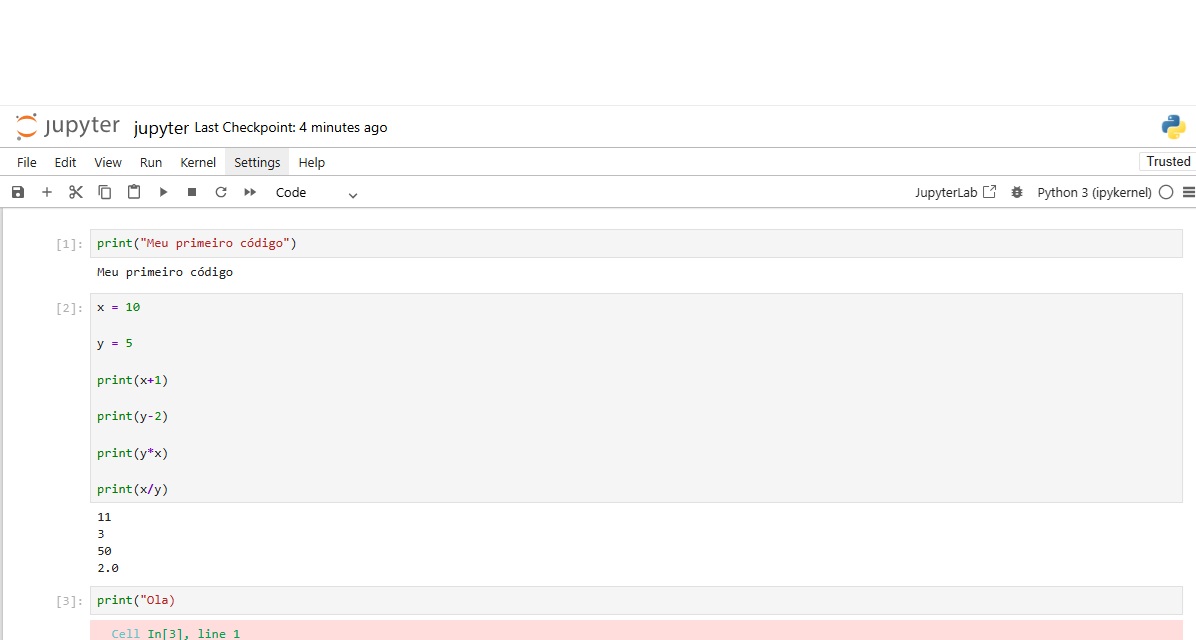 jupyter jupyter Last Checkpoint: 4 minutes ago
File Edit View Run Kernel Settings Help Trusted
Code JupyterLab Python 3 (ipykernel)
[1]: print("Meu primeiro código")
Meu primeiro código
[2]: x = 10
y = 5
print(x+1)
print(y-2)
print(y*x)
print(x/y)
11
3
50
2.0
[3]: print("Ola)
Cell In[3], line 1